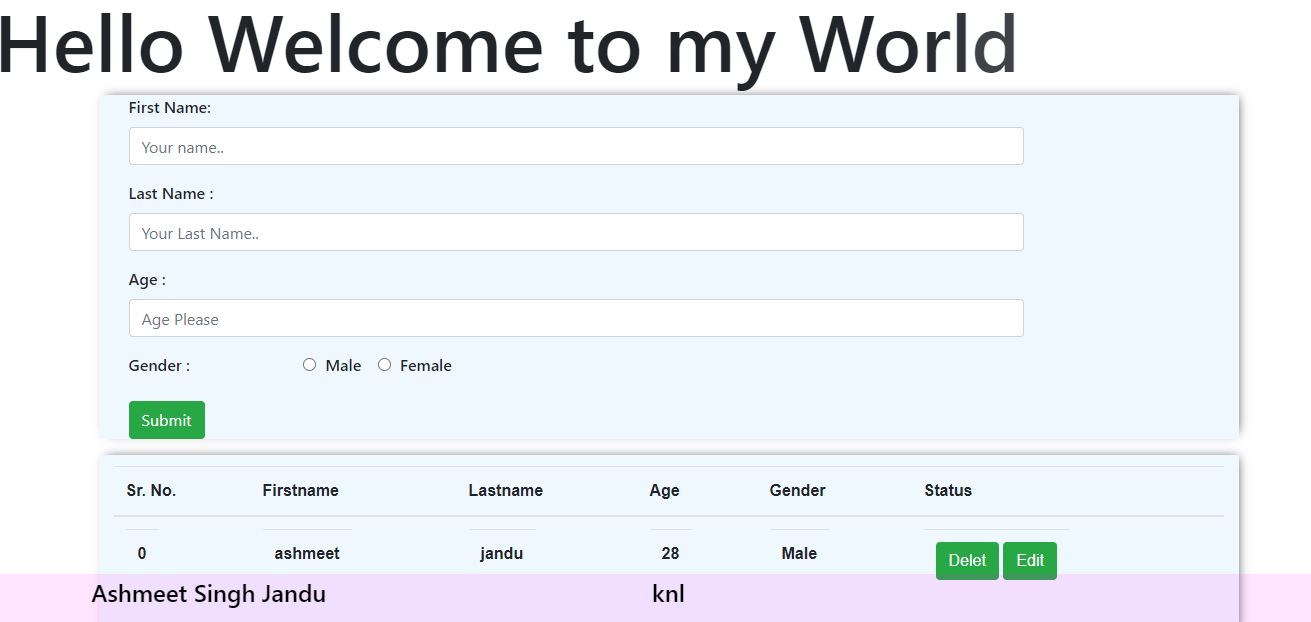 Hello Welcome to my World
First Name:
Your name..
Last Name :
Your Last Name..
Age :
Age Please
Gender : Male Female
Submit
Sr. No. Firstname Lastname Age Gender Status
0 ashmeet jandu 28 Male Delet Edit
Ashmeet Singh Jandu knl